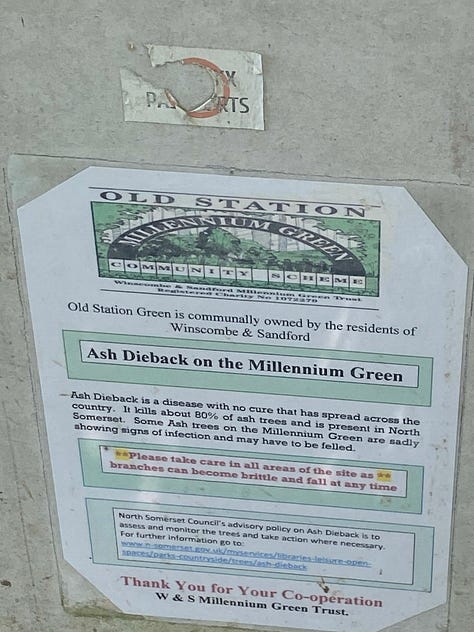 OLD STATION
MILLENNIUM GREEN
COMMUNITY SCHEME
Winscombe & Sandford Millennium Green Trust
Registered Charity No 1072270
Old Station Green is communally owned by the residents of
Winscombe & Sandford
Ash Dieback on the Millennium Green
Ash Dieback is a disease with no cure that has spread across the
country. It kills about 80% of ash trees and is present in North
Somerset. Some Ash trees on the Millennium Green are sadly
showing signs of infection and may have to be felled.
**Please take care in all areas of the site as **
branches can become brittle and fall at any time
North Somerset Council's advisory policy on Ash Dieback is to
assess and monitor the trees and take action where necessary.
For further information go to:
www.n-somerset.gov.uk/myservices/libraries-leisure-open-
spaces/parks-countryside/trees/ash-dieback
Thank You for Your Co-operation
W & S Millennium Green Trust.